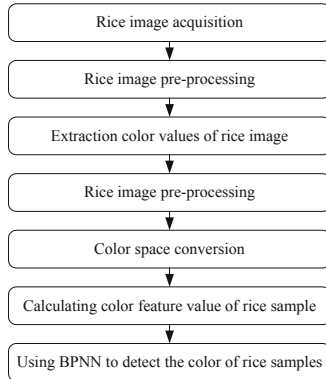 Rice image acquisition
Rice image pre-processing
Extraction color values of rice image
Rice image pre-processing
Color space conversion
Calculating color feature value of rice sample
Using BPNN to detect the color of rice samples